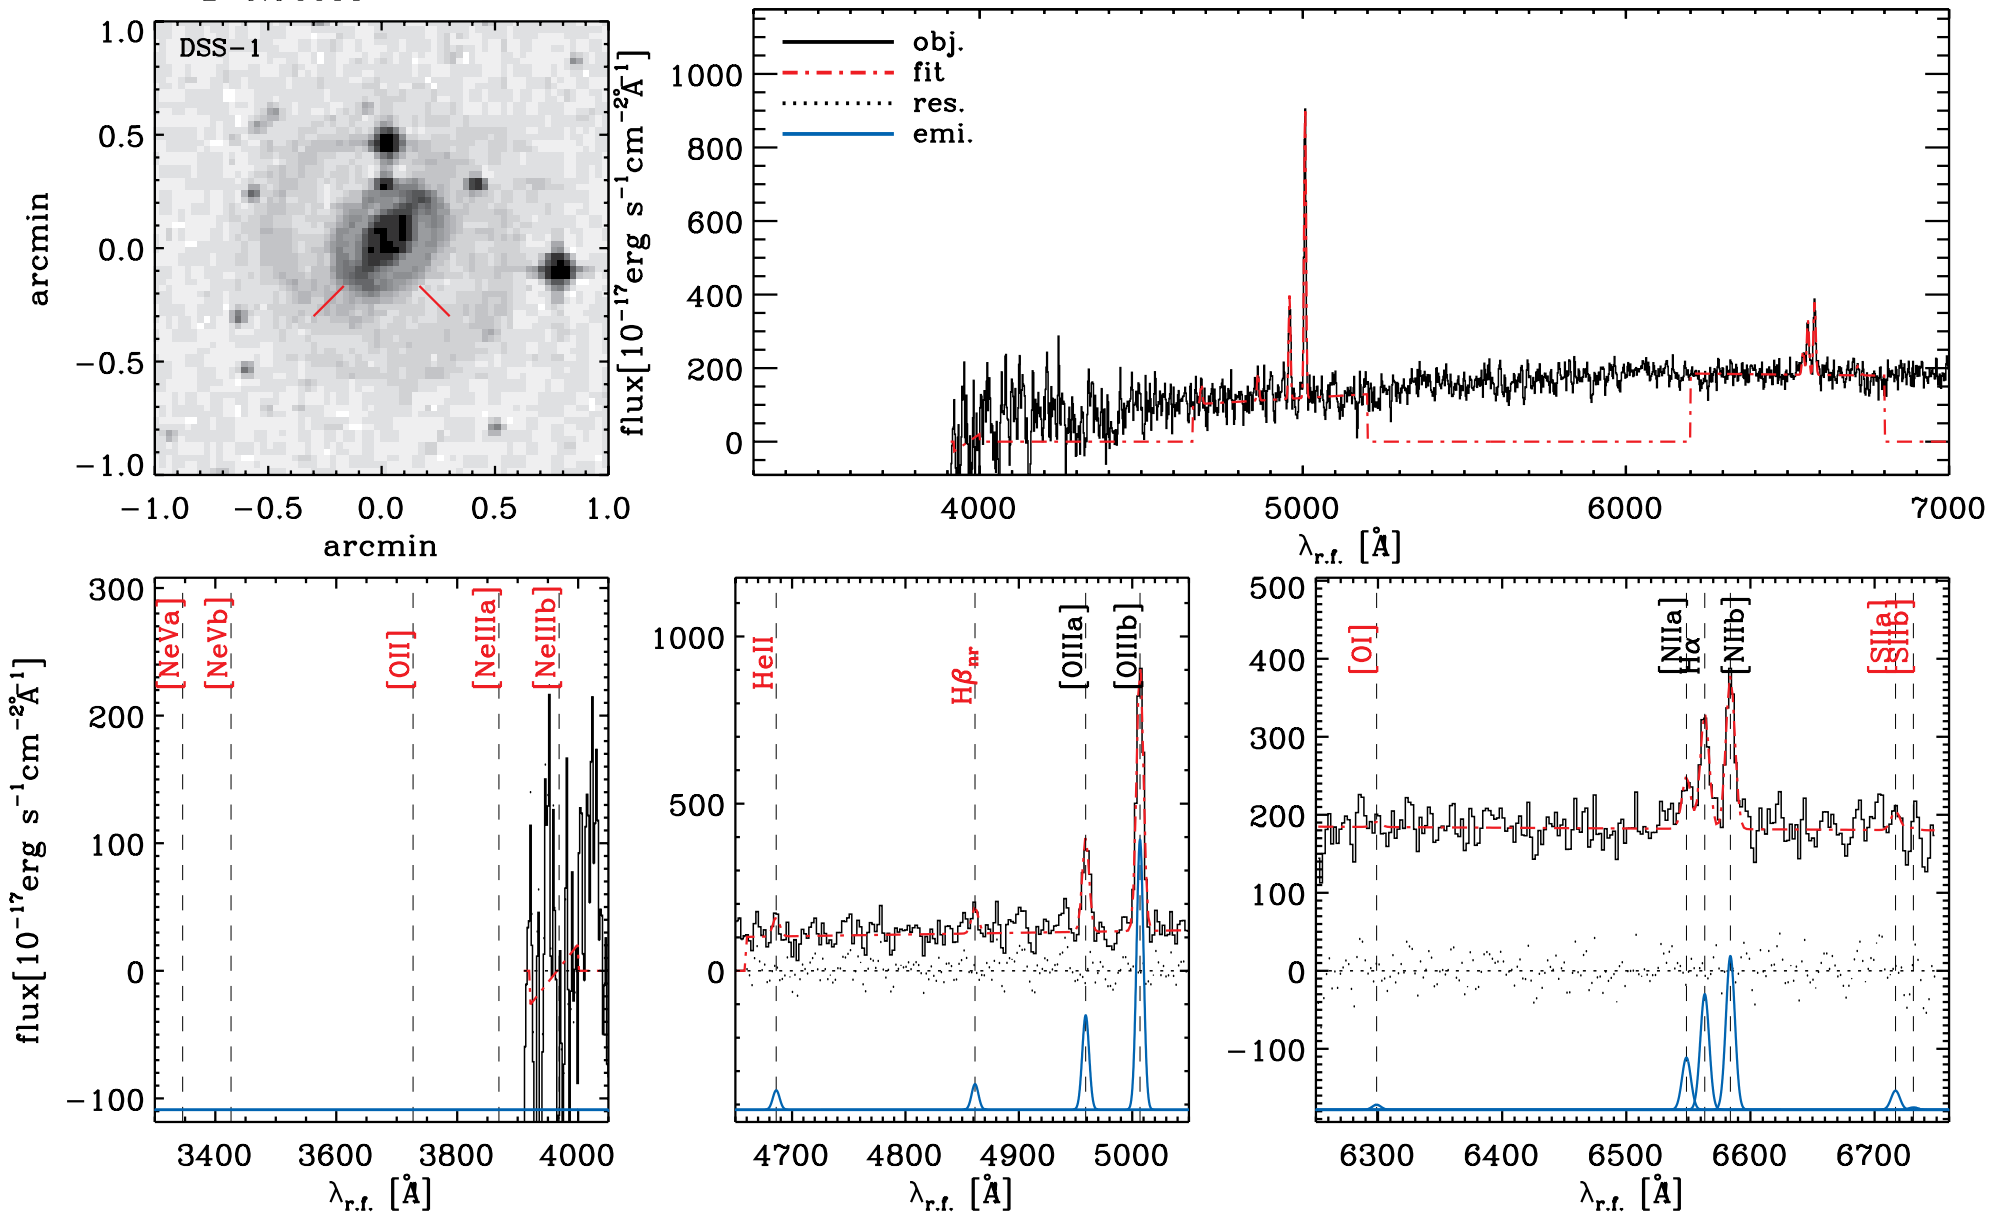 DSS-1
1.0
0.5
0.0
-0.5
-1.0
arcmin
-1.0 -0.5 0.0 0.5 1.0
arcmin
flux[10⁻¹⁷erg s⁻¹cm⁻²Å⁻¹]
1000
800
600
400
200
0
obj.
fit
res.
emi.
4000 5000 6000 7000
λr.f. [Å]
flux[10⁻¹⁷erg s⁻¹cm⁻²Å⁻¹]
300
200
100
0
-100
[NeVa] [NeVb] [OII] [NeIIIa] [NeIIIb]
3400 3600 3800 4000
λr.f. [Å]
1000
500
0
HeII Hβnr [OIIIa] [OIIIb]
4700 4800 4900 5000
λr.f. [Å]
500
400
300
200
100
0
-100
[OI] [NIIa] Hα [NIIb] [SIIa] [SIIb]
6300 6400 6500 6600 6700
λr.f. [Å]